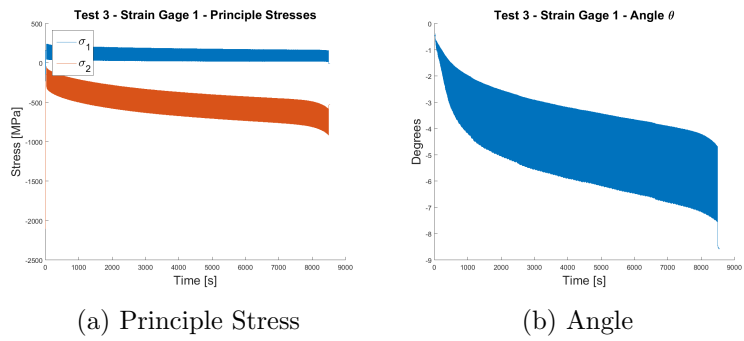 Test 3 - Strain Gage 1 - Principle Stresses
σ1
σ2
500
0
-500
-1000
-1500
-2000
-2500
Stress [MPa]
0 1000 2000 3000 4000 5000 6000 7000 8000 9000
Time [s]
(a) Principle Stress
Test 3 - Strain Gage 1 - Angle θ
0
-1
-2
-3
-4
-5
-6
-7
-8
-9
Degrees
0 1000 2000 3000 4000 5000 6000 7000 8000 9000
Time [s]
(b) Angle